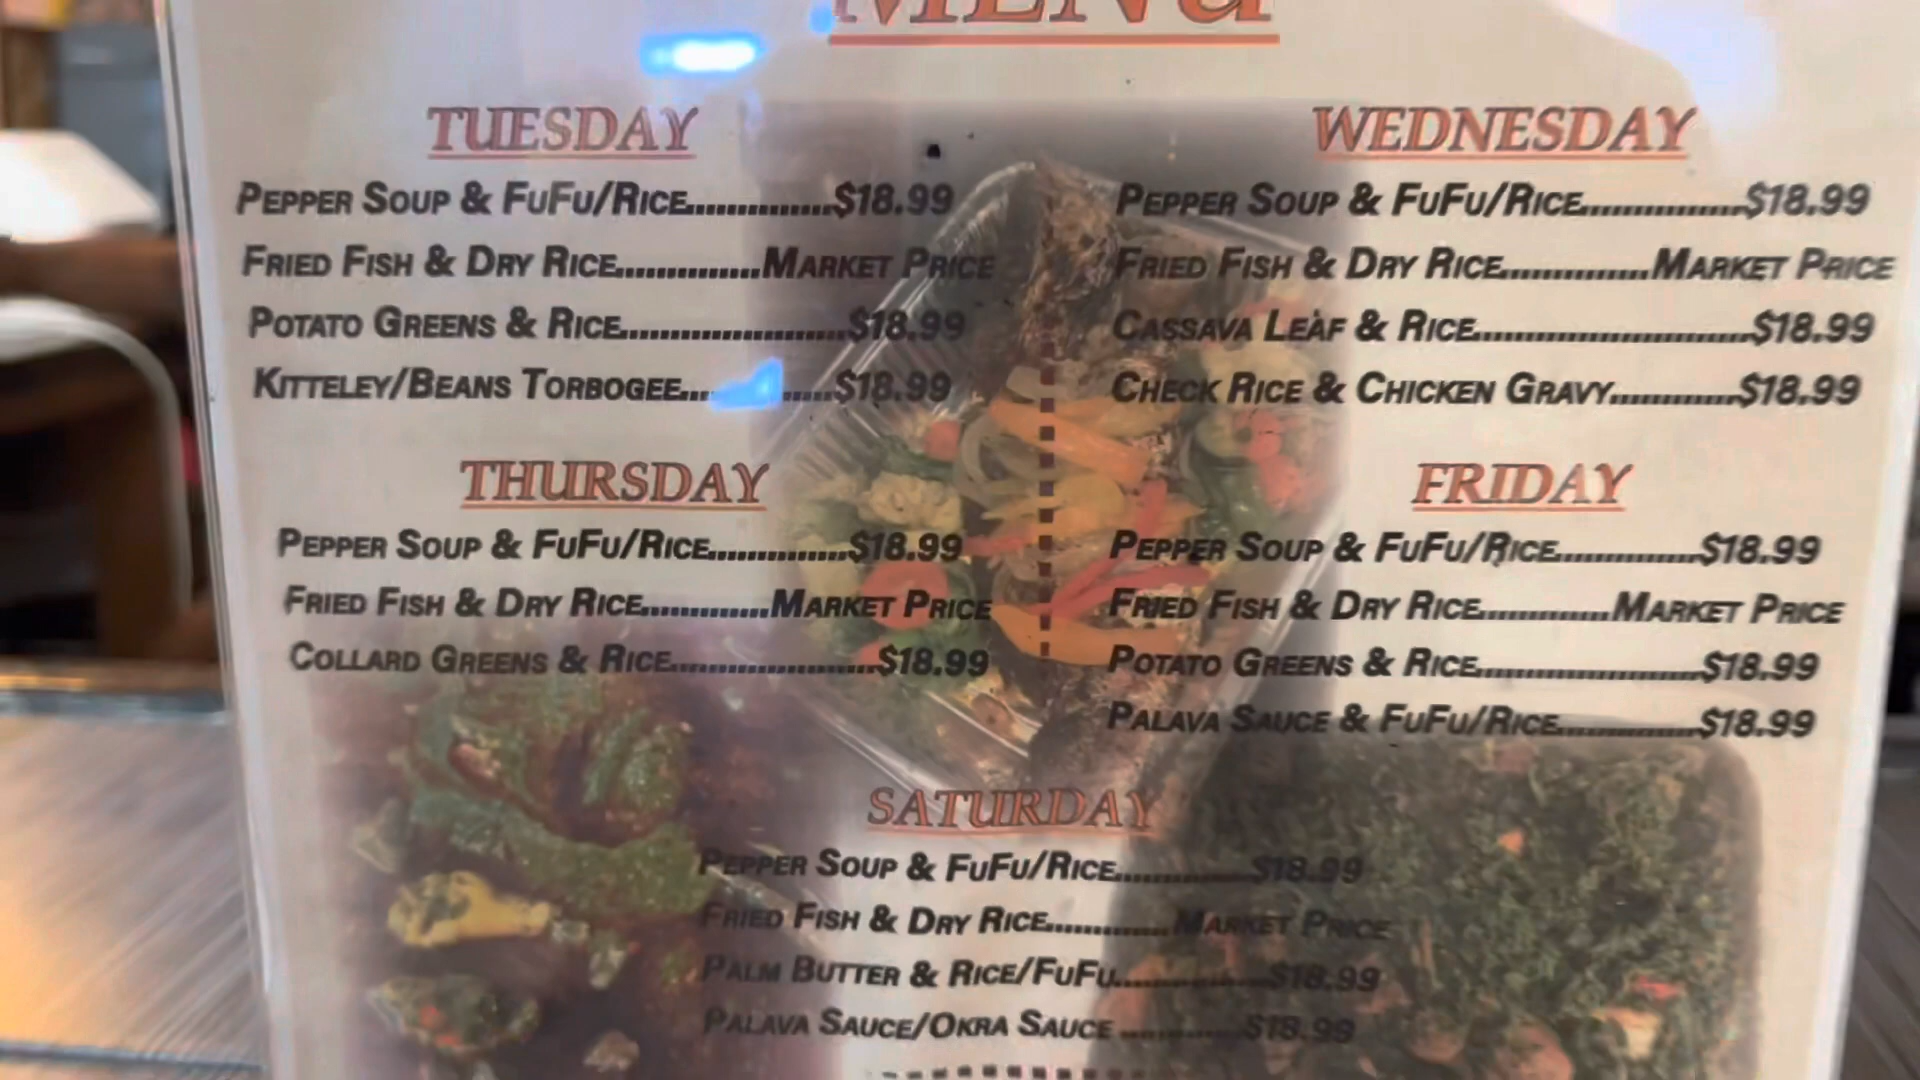 MENU
TUESDAY
PEPPER SOUP & FUFU/RICE..............$18.99
FRIED FISH & DRY RICE..............MARKET PRICE
POTATO GREENS & RICE......................$18.99
KITTELEY/BEANS TORBOGEE... .....$18.99
WEDNESDAY
PEPPER SOUP & FUFU/RICE................$18.99
FRIED FISH & DRY RICE..............MARKET PRICE
CASSAVA LEAF & RICE...........................$18.99
CHECK RICE & CHICKEN GRAVY............$18.99
THURSDAY
PEPPER SOUP & FUFU/RICE..............$18.99
FRIED FISH & DRY RICE.............MARKET PRICE
COLLARD GREENS & RICE....................$18.99
FRIDAY
PEPPER SOUP & FUFU/RICE..............$18.99
FRIED FISH & DRY RICE.............MARKET PRICE
POTATO GREENS & RICE......................$18.99
PALAVA SAUCE & FUFU/RICE..............$18.99
SATURDAY
PEPPER SOUP & FUFU/RICE..............$18.99
FRIED FISH & DRY RICE.............MARKET PRICE
PALM BUTTER & RICE/FUFU................$18.99
PALAVA SAUCE/OKRA SAUCE .............$18.99